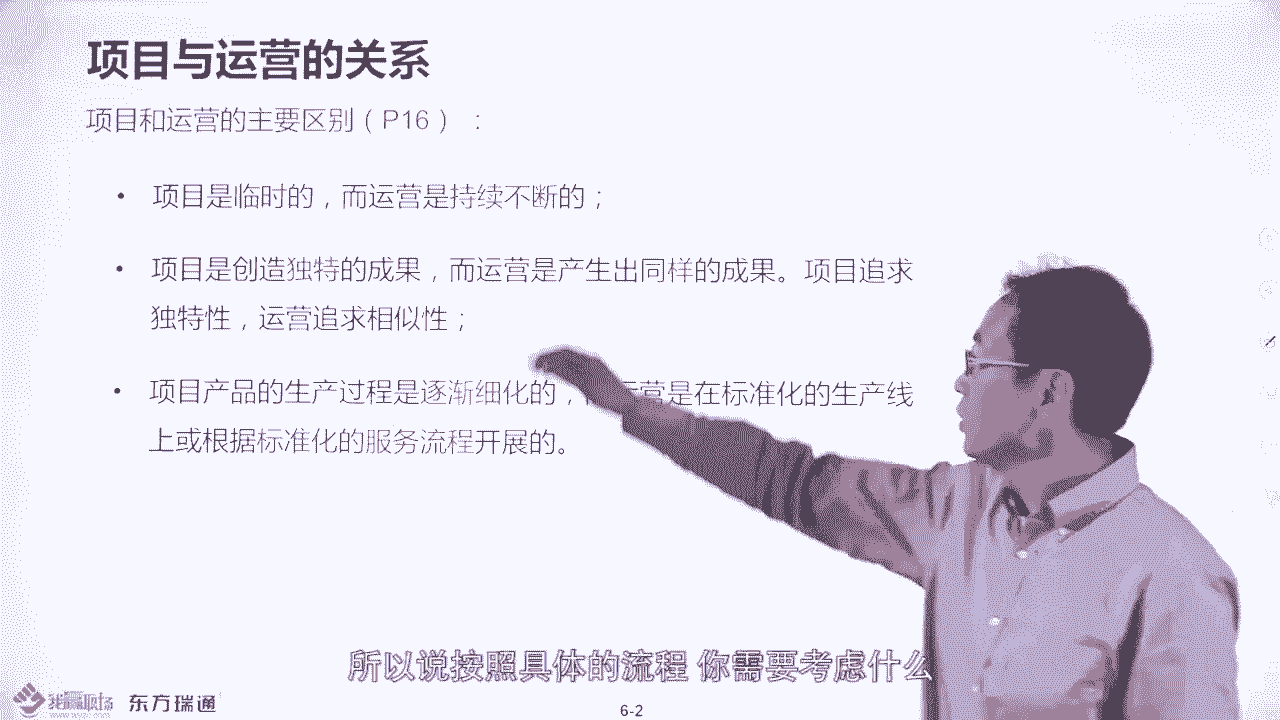 项目与运营的关系
项目和运营的主要区别（P16）：
• 项目是临时的，而运营是持续不断的；
• 项目是创造独特的成果，而运营是产生出同样的成果。项目追求
独特性，运营追求相似性；
• 项目产品的生产过程是逐渐细化的，运营是在标准化的生产线
上或根据标准化的服务流程开展的。
所以说按照具体的流程 你需要考虑什么
东方瑞通
6-2